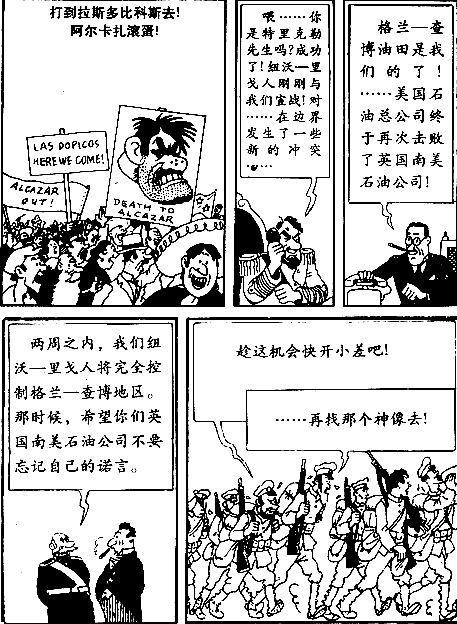 打到拉斯多比科斯去！
阿尔卡扎滚蛋！
LAS DOPICOS
HERE WE COME!
ALCAZAR
OUT!
DEATH TO
ALCAZAR
喂……你
是特里克勒
先生吗？成功
了！纽沃—里
戈人刚刚与
我们宣战！对
……在边界
发生了一些
新的冲突
……
格兰—查
博油田是我
们的了！
……美国石
油总公司终
于再次击败
了英国南美
石油公司！
两周之内，我们纽
沃—里戈人将完全控
制格兰—查博地区。
那时候，希望你们英
国南美石油公司不要
忘记自己的诺言。
趁这机会快开小差吧！
……再找那个神像去！